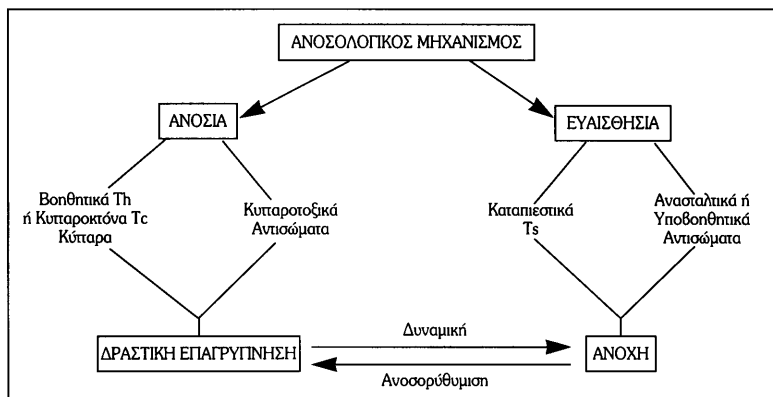 ΑΝΟΣΟΛΟΓΙΚΟΣ ΜΗΧΑΝΙΣΜΟΣ
ΑΝΟΣΙΑ
ΕΥΑΙΣΘΗΣΙΑ
Βοηθητικά Th
ή Κυτταροκτόνα Tc
Κύτταρα
Κυτταροτοξικά
Αντισώματα
Καταπιεστικά
Ts
Ανασταλτικά ή
Υποβοηθητικά
Αντισώματα
ΔΡΑΣΤΙΚΗ ΕΠΑΓΡΥΠΝΗΣΗ
Δυναμική
Ανοσορύθυμιση
ΑΝΟΧΗ